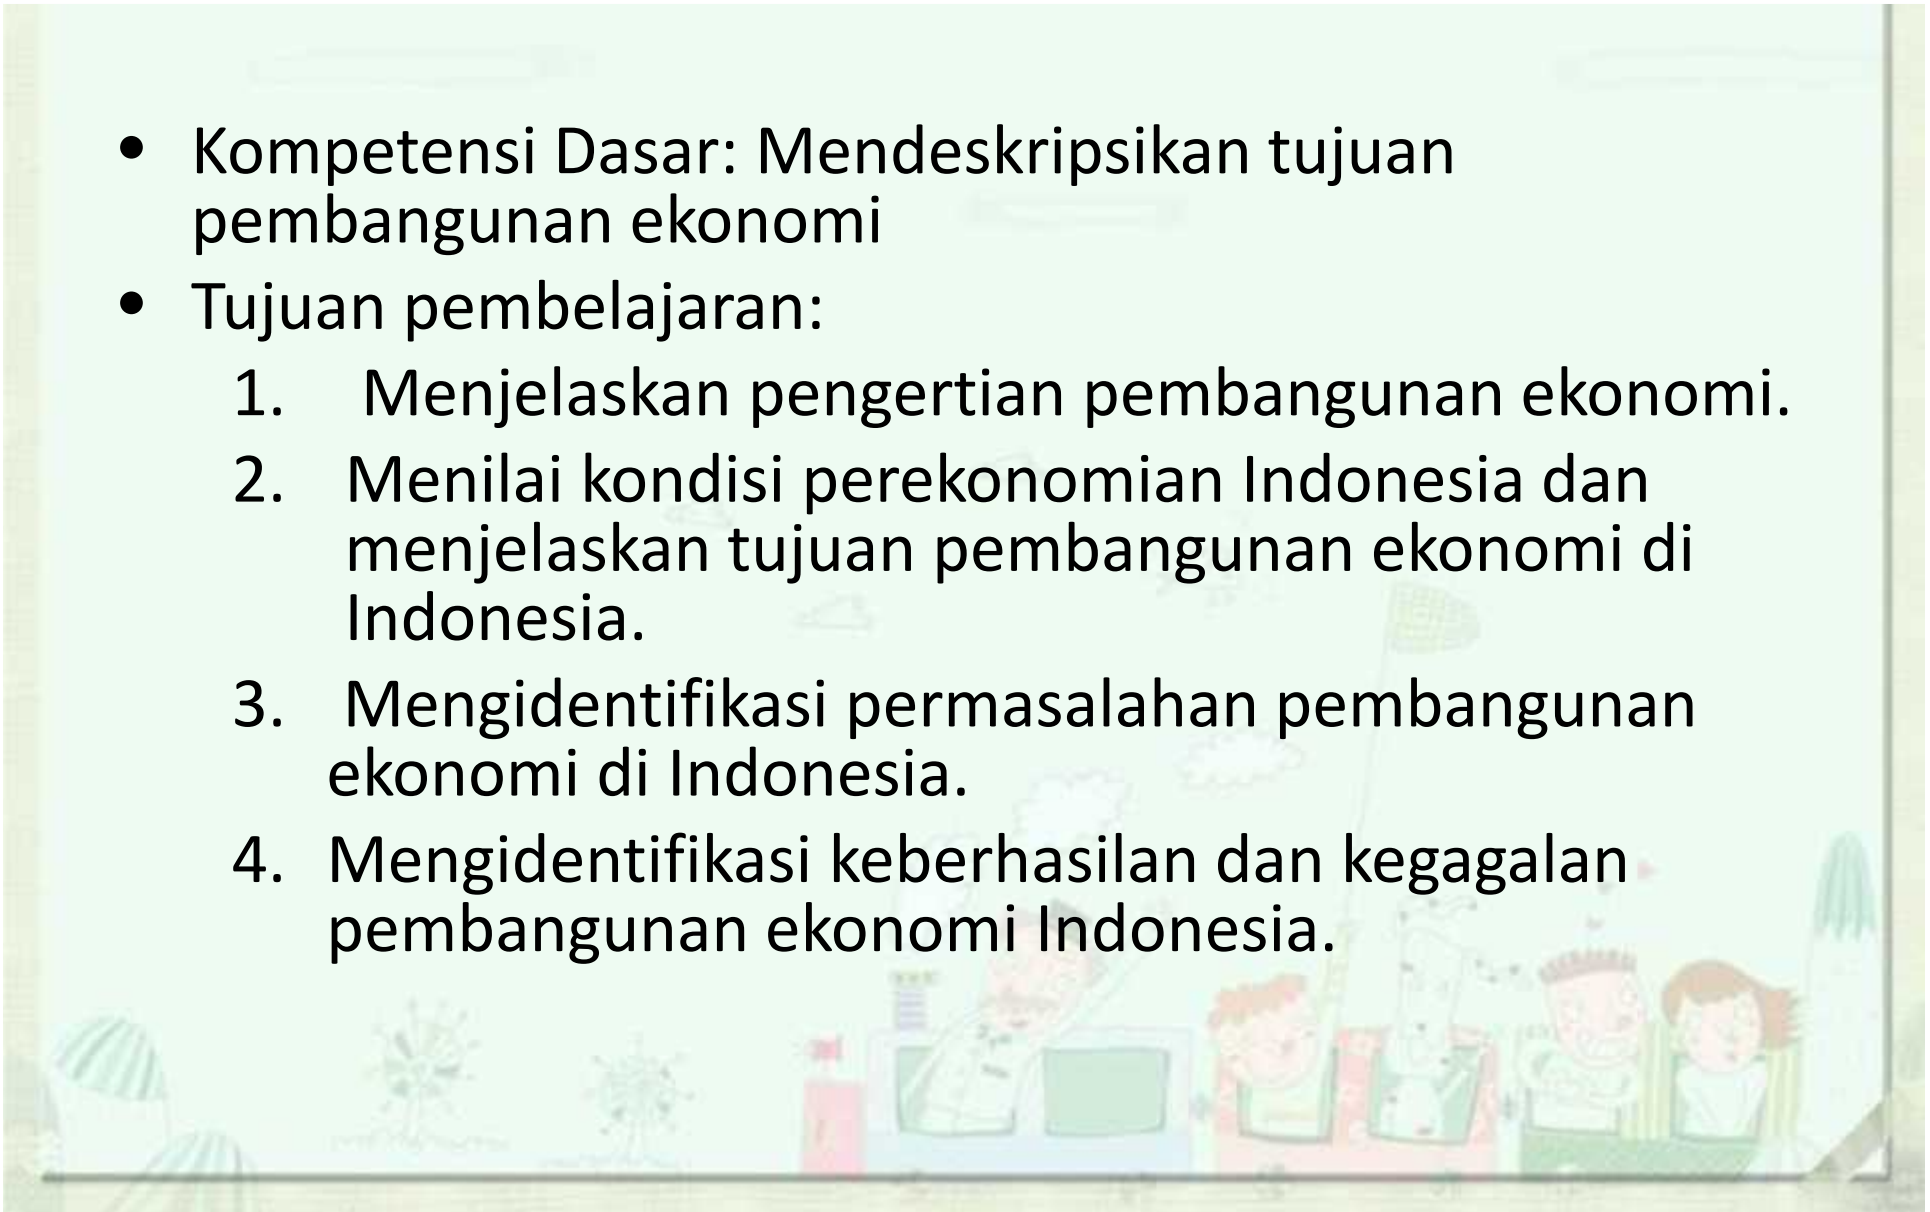 • Kompetensi Dasar: Mendeskripsikan tujuan
pembangunan ekonomi
• Tujuan pembelajaran:
1. Menjelaskan pengertian pembangunan ekonomi.
2. Menilai kondisi perekonomian Indonesia dan
menjelaskan tujuan pembangunan ekonomi di
Indonesia.
3. Mengidentifikasi permasalahan pembangunan
ekonomi di Indonesia.
4. Mengidentifikasi keberhasilan dan kegagalan
pembangunan ekonomi Indonesia.